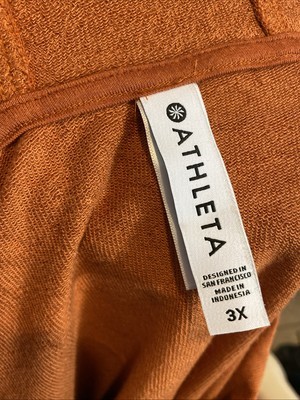 ATHLETA
DESIGNED IN
SAN FRANCISCO
MADE IN
INDONESIA
3X